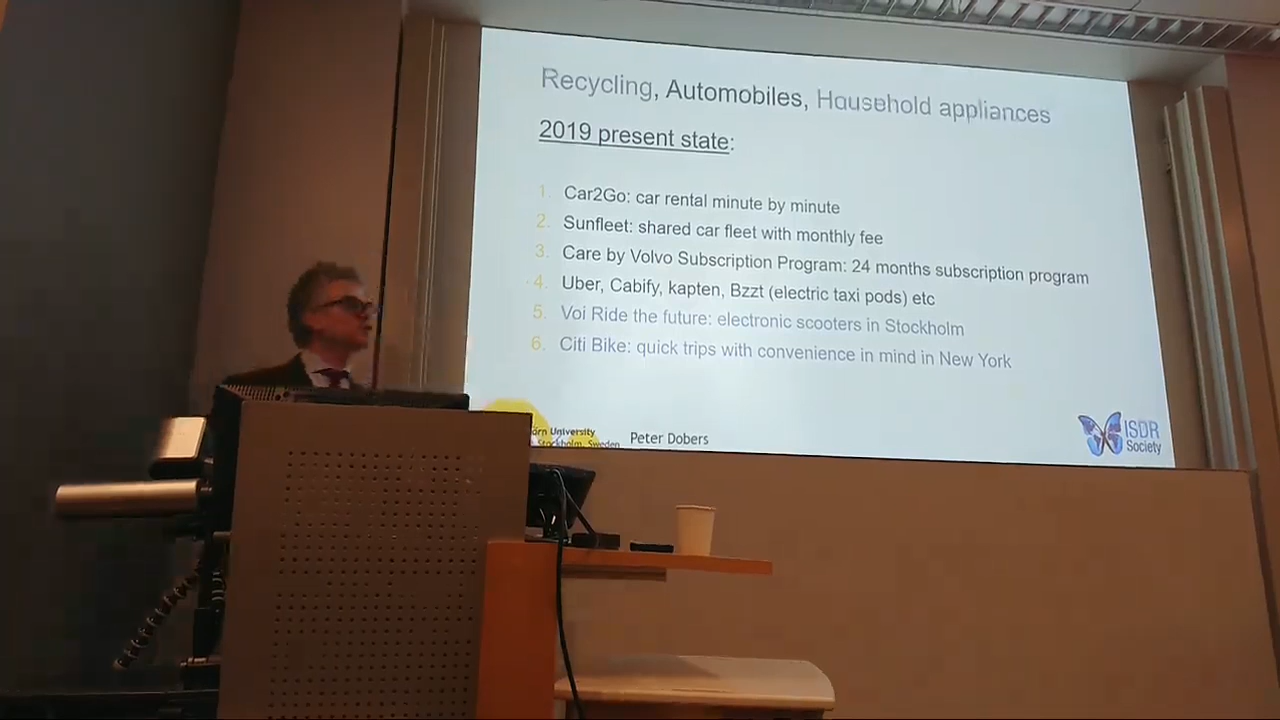 Recycling, Automobiles, Household appliances
2019 present state:
1. Car2Go: car rental minute by minute
2. Sunfleet: shared car fleet with monthly fee
3. Care by Volvo Subscription Program: 24 months subscription program
4. Uber, Cabify, kapten, Bzzt (electric taxi pods) etc
5. Voi Ride the future: electronic scooters in Stockholm
6. Citi Bike: quick trips with convenience in mind in New York
University
Stockholm, Sweden
Peter Dobers
ISDR
Society